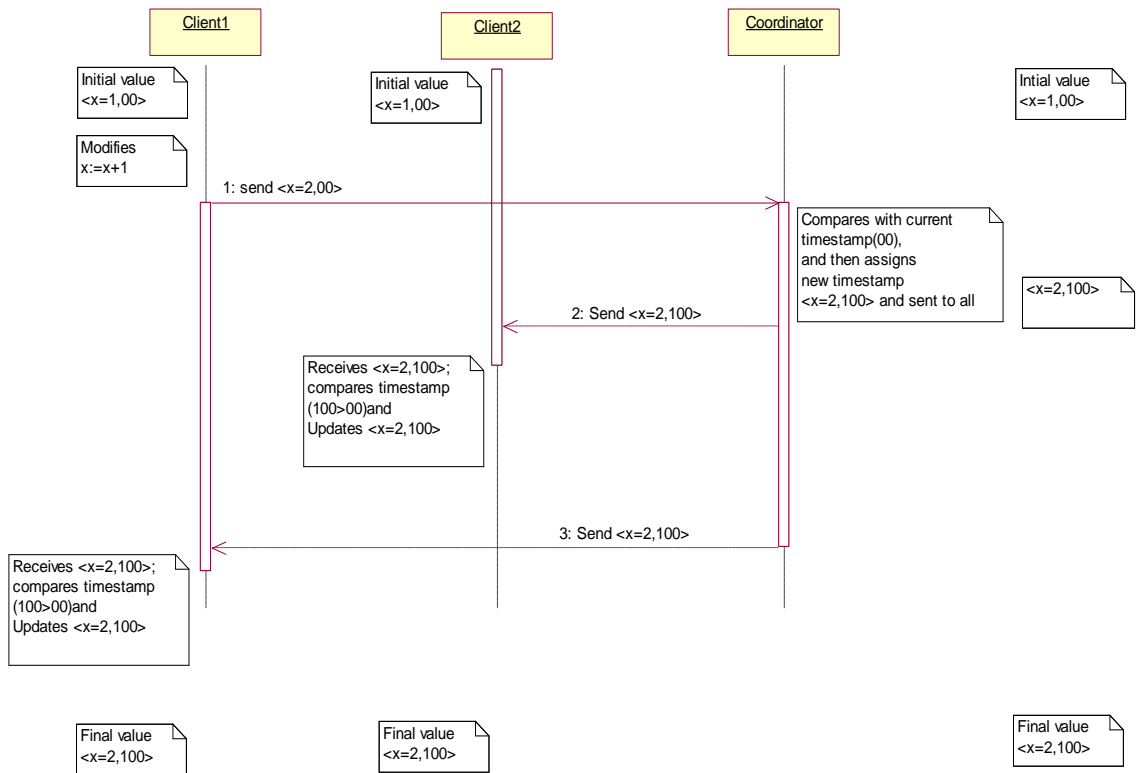 Client1
Client2
Coordinator
Initial value
<x=1,00>
Initial value
<x=1,00>
Intial value
<x=1,00>
Modifies
x:=x+1
1: send <x=2,00>
Compares with current
timestamp(00),
and then assigns
new timestamp
<x=2,100> and sent to all
<x=2,100>
2: Send <x=2,100>
Receives <x=2,100>;
compares timestamp
(100>00)and
Updates <x=2,100>
3: Send <x=2,100>
Receives <x=2,100>;
compares timestamp
(100>00)and
Updates <x=2,100>
Final value
<x=2,100>
Final value
<x=2,100>
Final value
<x=2,100>